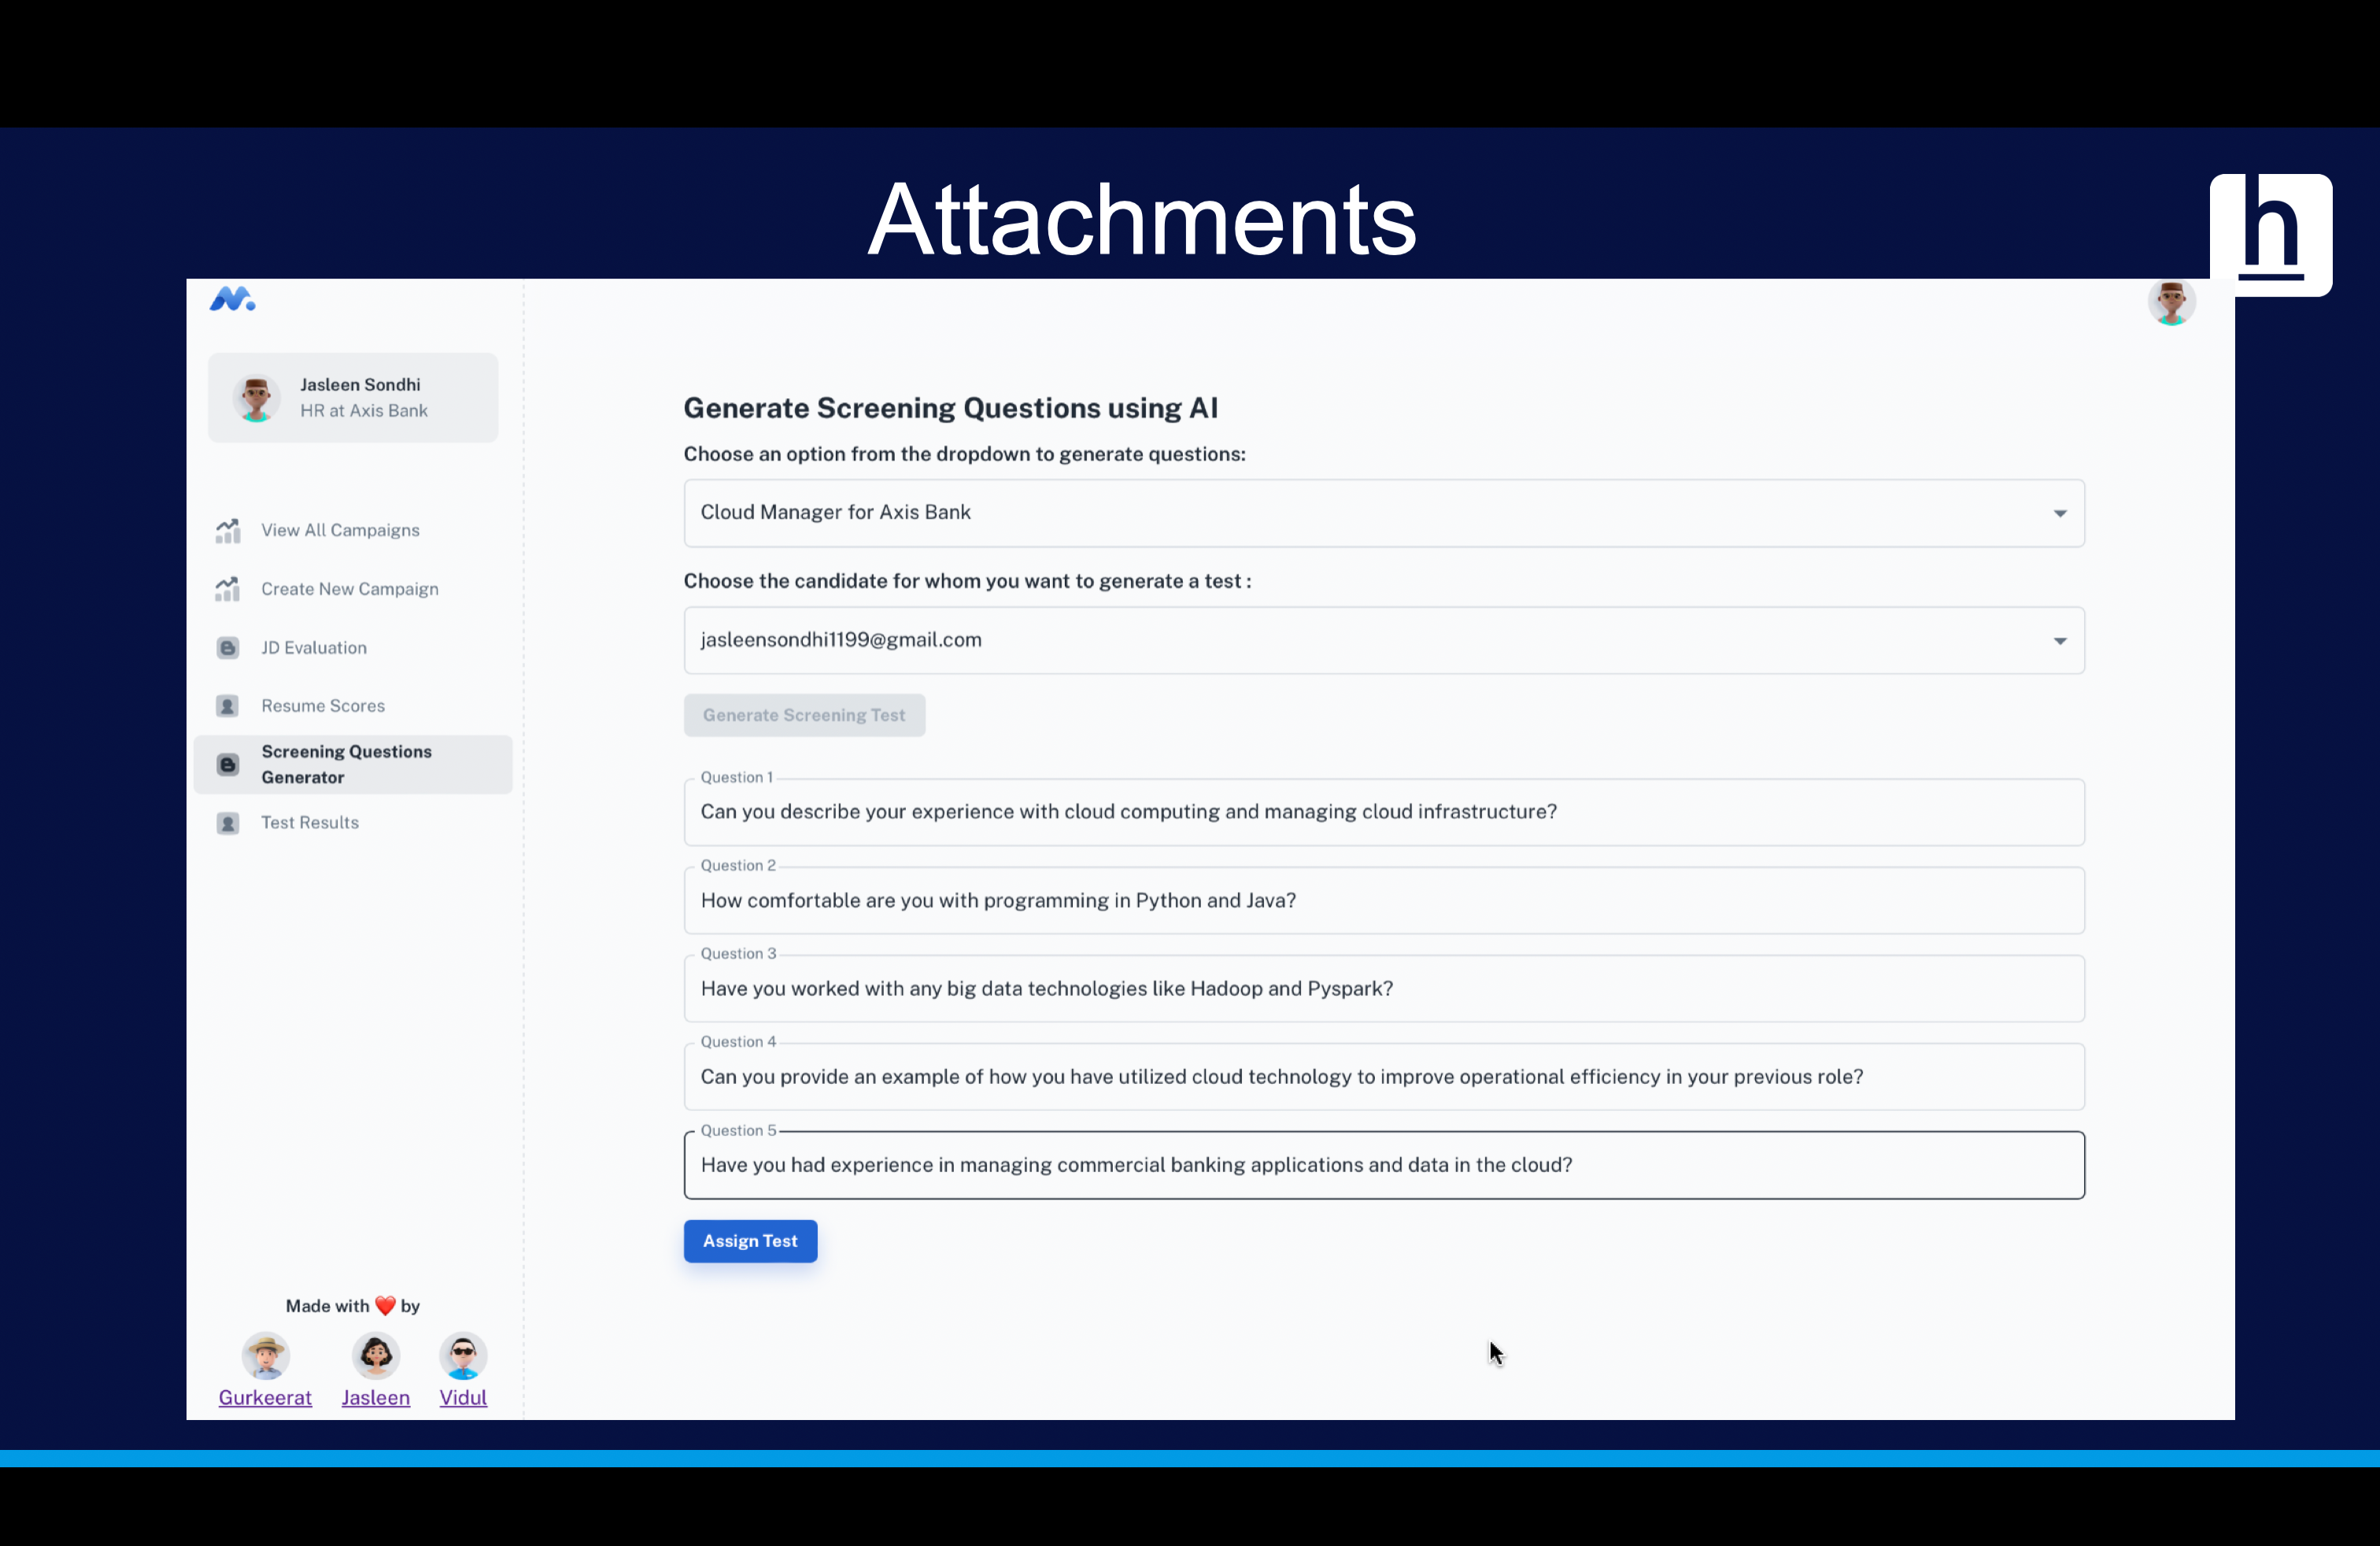 Attachments
h
Jasleen Sondhi
HR at Axis Bank
View All Campaigns
Create New Campaign
JD Evaluation
Resume Scores
Screening Questions
Generator
Test Results
Made with ❤️ by
Gurkeerat Jasleen Vidul
Generate Screening Questions using AI
Choose an option from the dropdown to generate questions:
Cloud Manager for Axis Bank
Choose the candidate for whom you want to generate a test :
jasleensondhi1199@gmail.com
Generate Screening Test
Question 1
Can you describe your experience with cloud computing and managing cloud infrastructure?
Question 2
How comfortable are you with programming in Python and Java?
Question 3
Have you worked with any big data technologies like Hadoop and Pyspark?
Question 4
Can you provide an example of how you have utilized cloud technology to improve operational efficiency in your previous role?
Question 5
Have you had experience in managing commercial banking applications and data in the cloud?
Assign Test